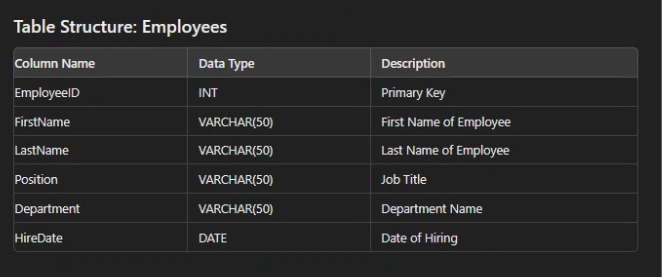 Table Structure: Employees
Column Name Data Type Description
EmployeeID INT Primary Key
FirstName VARCHAR(50) First Name of Employee
LastName VARCHAR(50) Last Name of Employee
Position VARCHAR(50) Job Title
Department VARCHAR(50) Department Name
HireDate DATE Date of Hiring